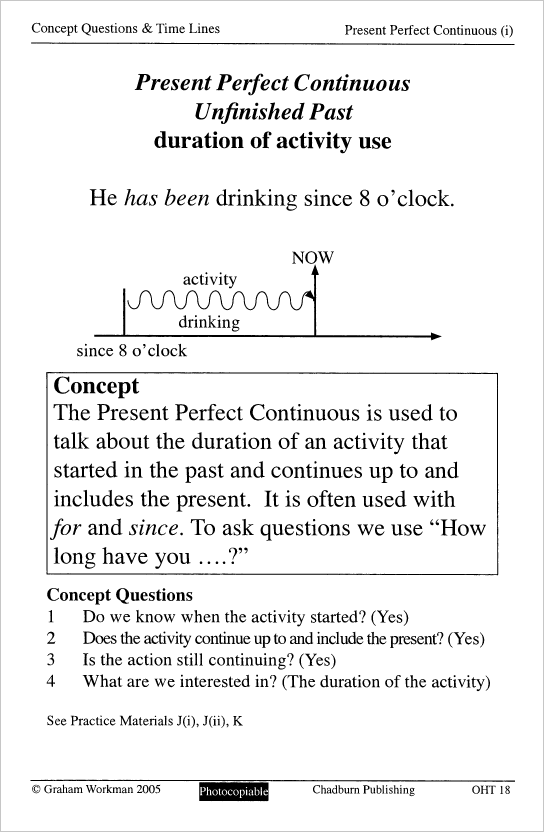 Concept Questions & Time Lines
Present Perfect Continuous (i)
Present Perfect Continuous
Unfinished Past
duration of activity use
He has been drinking since 8 o'clock.
NOW
activity
drinking
since 8 o'clock
Concept
The Present Perfect Continuous is used to
talk about the duration of an activity that
started in the past and continues up to and
includes the present. It is often used with
for and since. To ask questions we use “How
long have you ….?”
Concept Questions
1 Do we know when the activity started? (Yes)
2 Does the activity continue up to and include the present? (Yes)
3 Is the action still continuing? (Yes)
4 What are we interested in? (The duration of the activity)
See Practice Materials J(i), J(ii), K
© Graham Workman 2005
Photocopiable
Chadburn Publishing
OHT 18